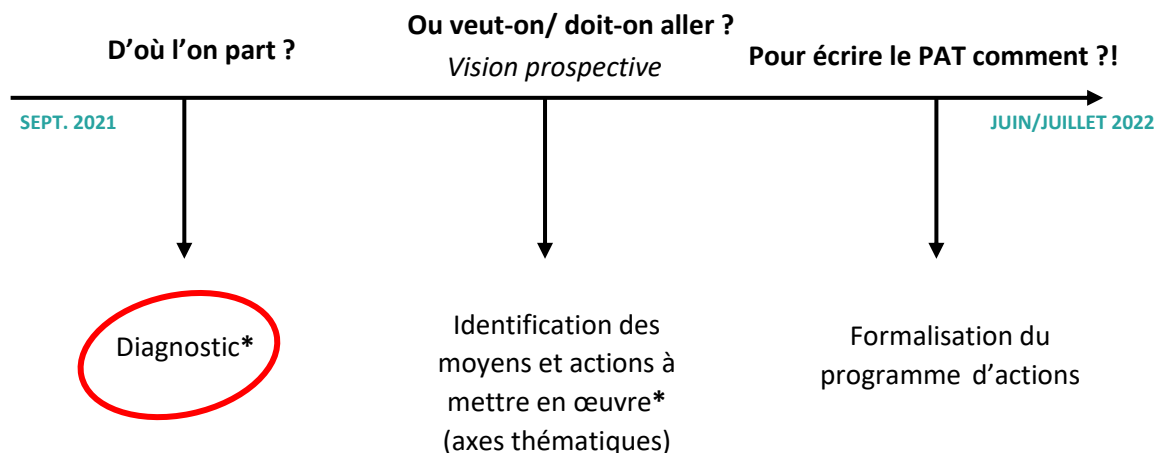 D’où l’on part ?
Ou veut-on/ doit-on aller ?
Vision prospective
Pour écrire le PAT comment ?!
SEPT. 2021
JUIN/JUILLET 2022
Diagnostic*
Identification des
moyens et actions à
mettre en œuvre*
(axes thématiques)
Formalisation du
programme d’actions